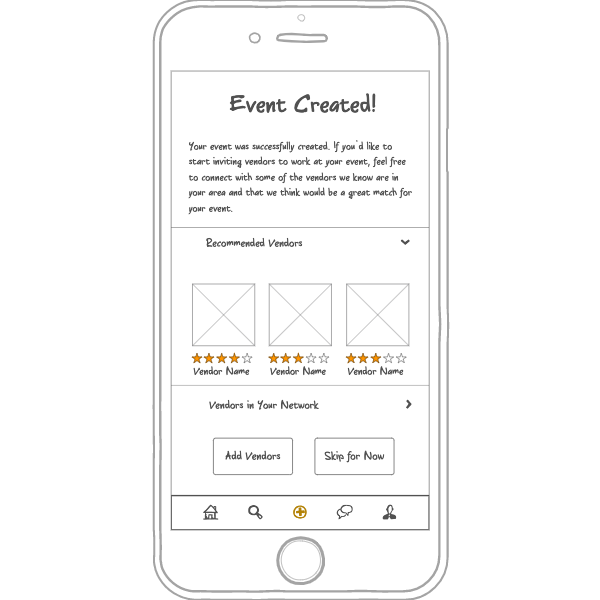 Event Created!
Your event was successfully created. If you'd like to
start inviting vendors to work at your event, feel free
to connect with some of the vendors we know are in
your area and that we think would be a great match for
your event.
Recommended Vendors
Vendor Name Vendor Name Vendor Name
Vendors in Your Network
Add Vendors Skip for Now